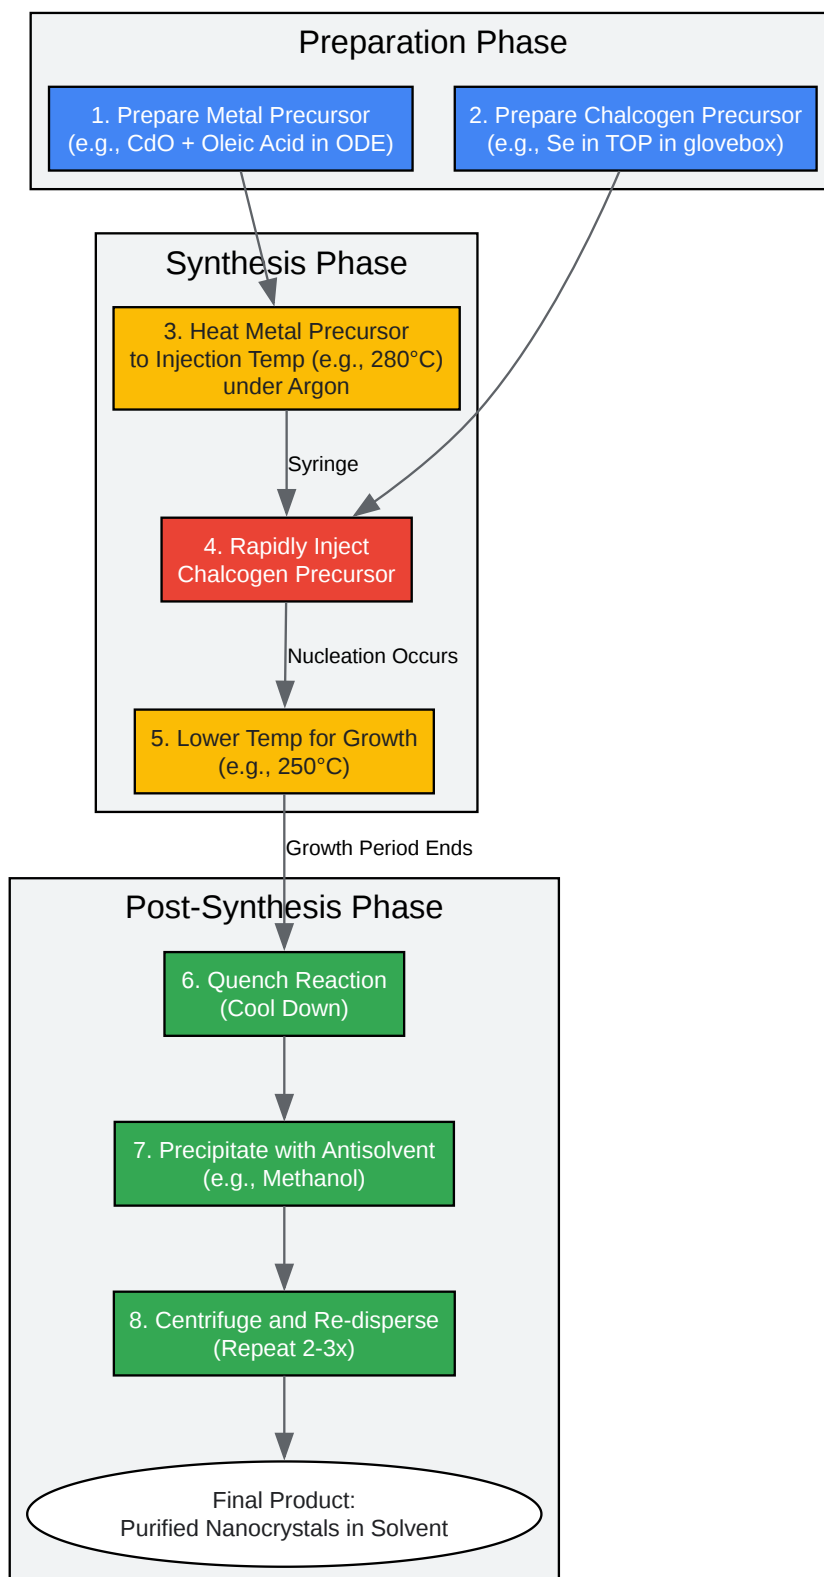 Preparation Phase
1. Prepare Metal Precursor
(e.g., CdO + Oleic Acid in ODE)
2. Prepare Chalcogen Precursor
(e.g., Se in TOP in glovebox)
Synthesis Phase
3. Heat Metal Precursor
to Injection Temp (e.g., 280°C)
under Argon
Syringe
4. Rapidly Inject
Chalcogen Precursor
Nucleation Occurs
5. Lower Temp for Growth
(e.g., 250°C)
Growth Period Ends
Post-Synthesis Phase
6. Quench Reaction
(Cool Down)
7. Precipitate with Antisolvent
(e.g., Methanol)
8. Centrifuge and Re-disperse
(Repeat 2-3x)
Final Product:
Purified Nanocrystals in Solvent